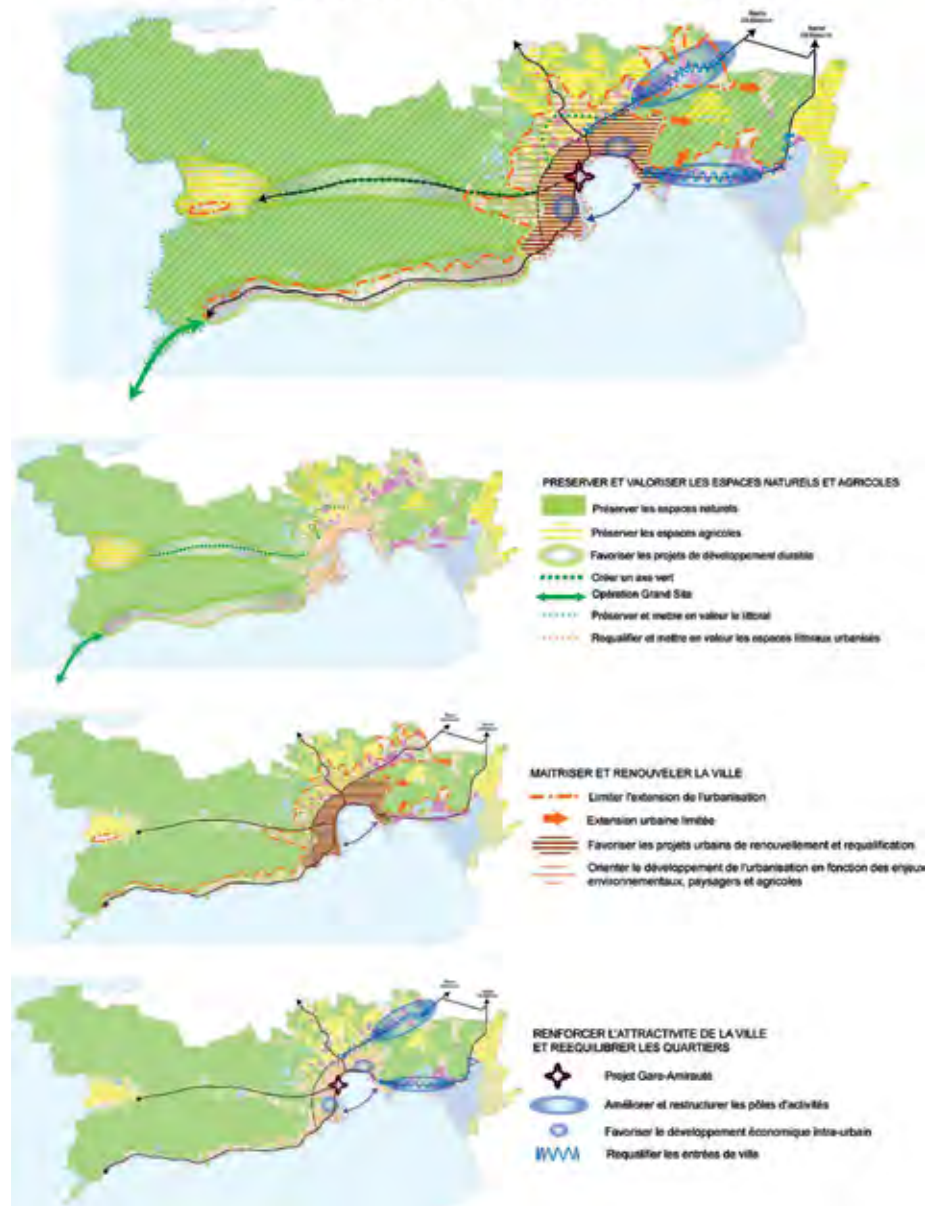 PRESERVER ET VALORISER LES ESPACES NATURELS ET AGRICOLES
Préserver les espaces naturels
Préserver les espaces agricoles
Favoriser les projets de développement durable
Créer un axe vert
Opération Grand Site
Préserver et mettre en valeur le littoral
Requalifier et mettre en valeur les espaces littoraux urbanisés
MAITRISER ET RENOUVELER LA VILLE
Limiter l'extension de l'urbanisation
Extension urbaine limitée
Favoriser les projets urbains de renouvellement et requalification
Orienter le développement de l'urbanisation en fonction des enjeux
environnementaux, paysagers et agricoles
RENFORCER L'ATTRACTIVITE DE LA VILLE
ET REEQUILIBRER LES QUARTIERS
Projet Gare-Amirauté
Améliorer et restructurer les pôles d'activités
Favoriser le développement économique intra-urbain
Requalifier les entrées de ville